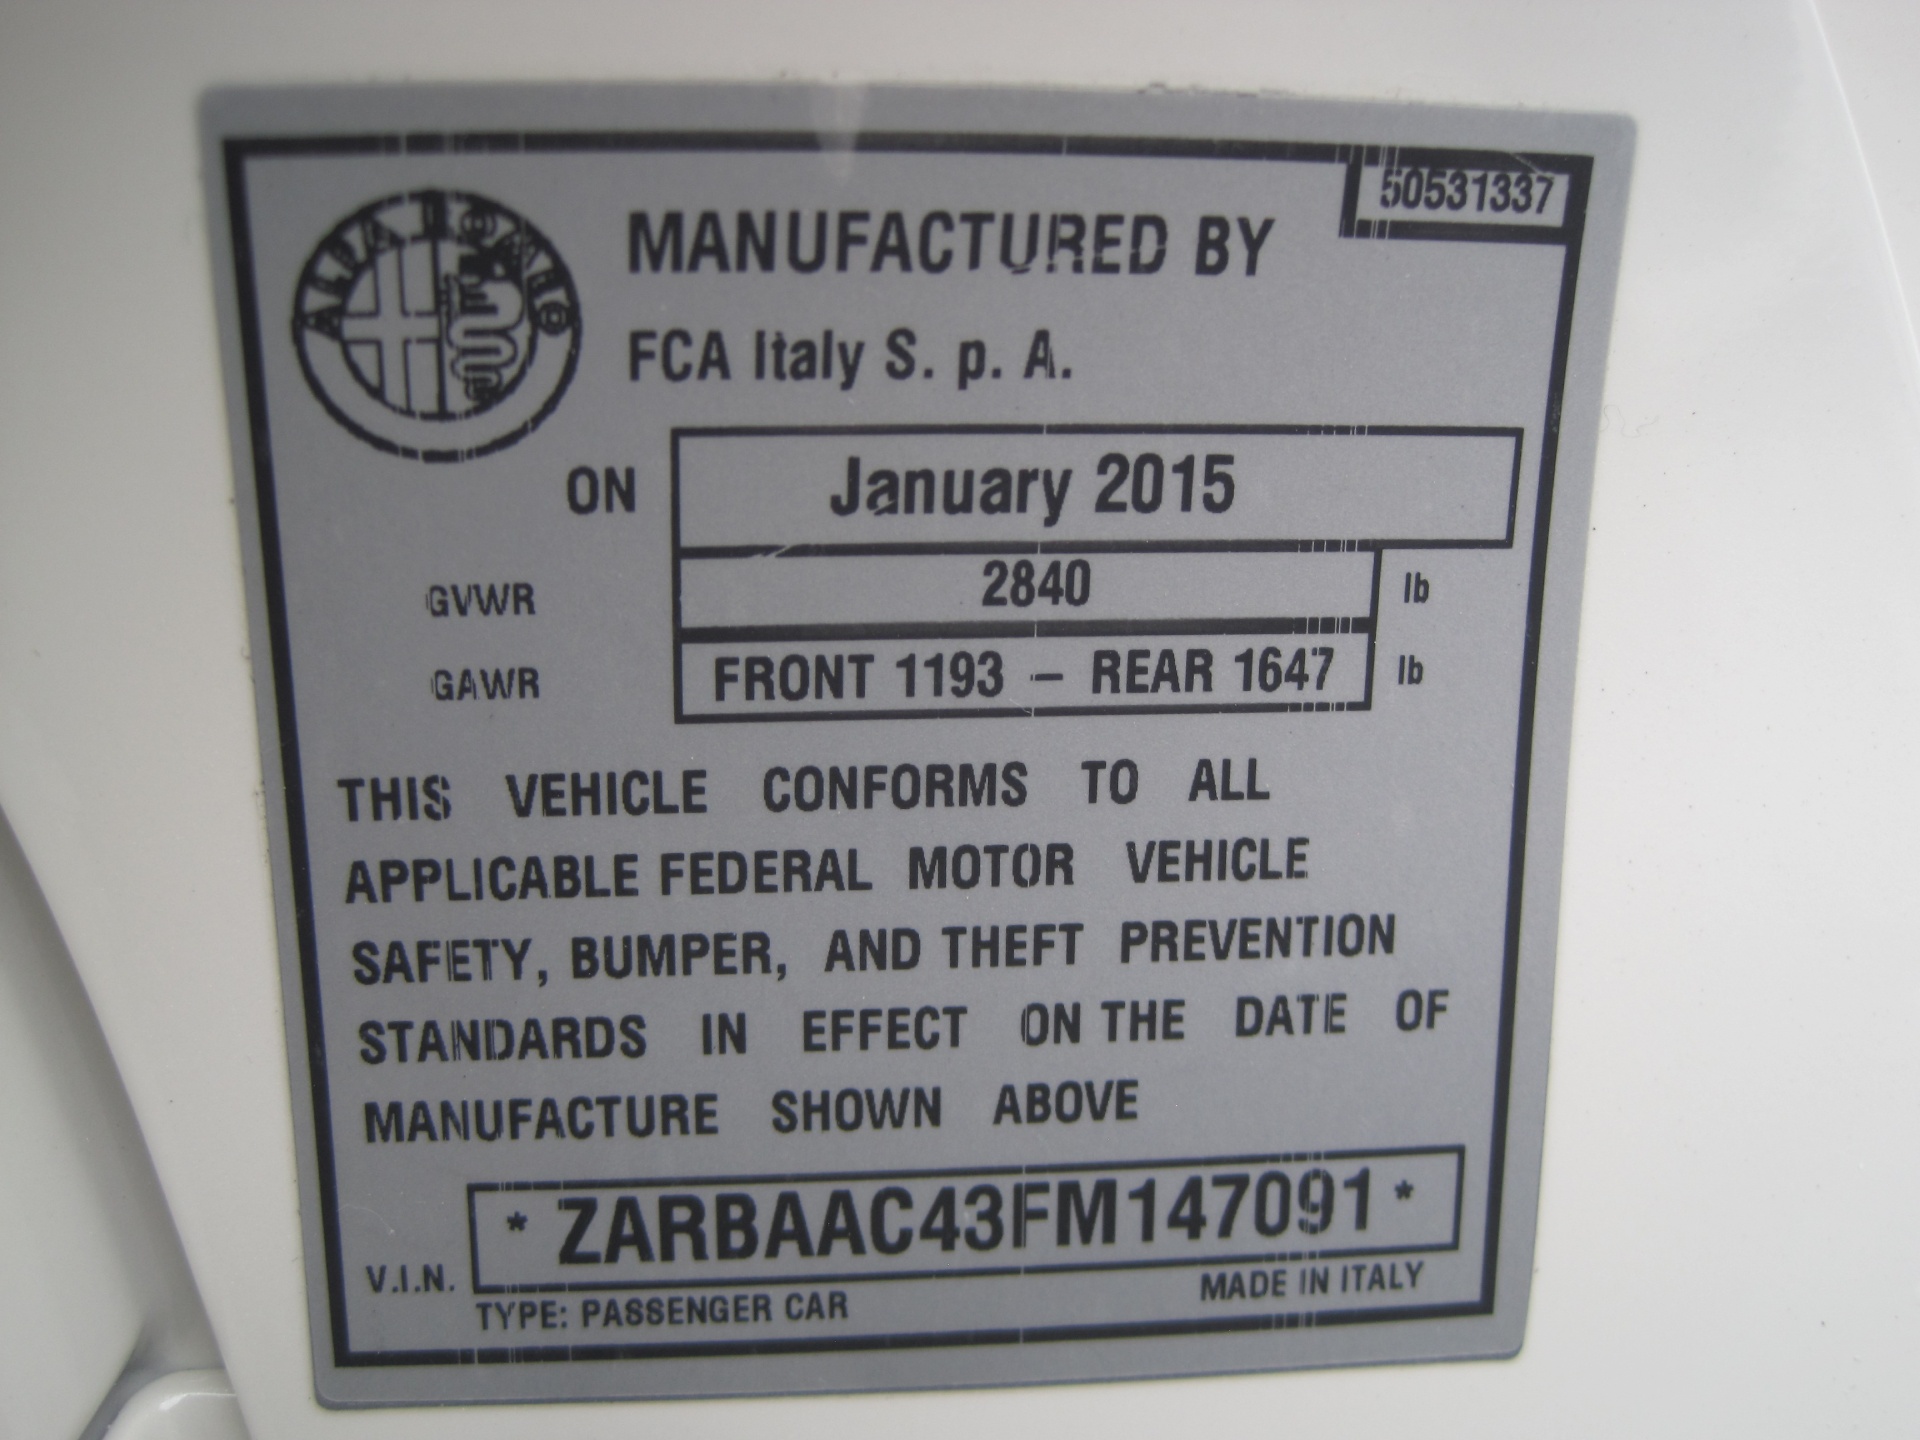 50531337
ALFA ROMEO
MANUFACTURED BY
FCA Italy S. p. A.
ON January 2015
GVWR 2840 lb
GAWR FRONT 1193 – REAR 1647 lb
THIS VEHICLE CONFORMS TO ALL
APPLICABLE FEDERAL MOTOR VEHICLE
SAFETY, BUMPER, AND THEFT PREVENTION
STANDARDS IN EFFECT ON THE DATE OF
MANUFACTURE SHOWN ABOVE
V.I.N. * ZARBAAC43FM147091 *
TYPE: PASSENGER CAR MADE IN ITALY